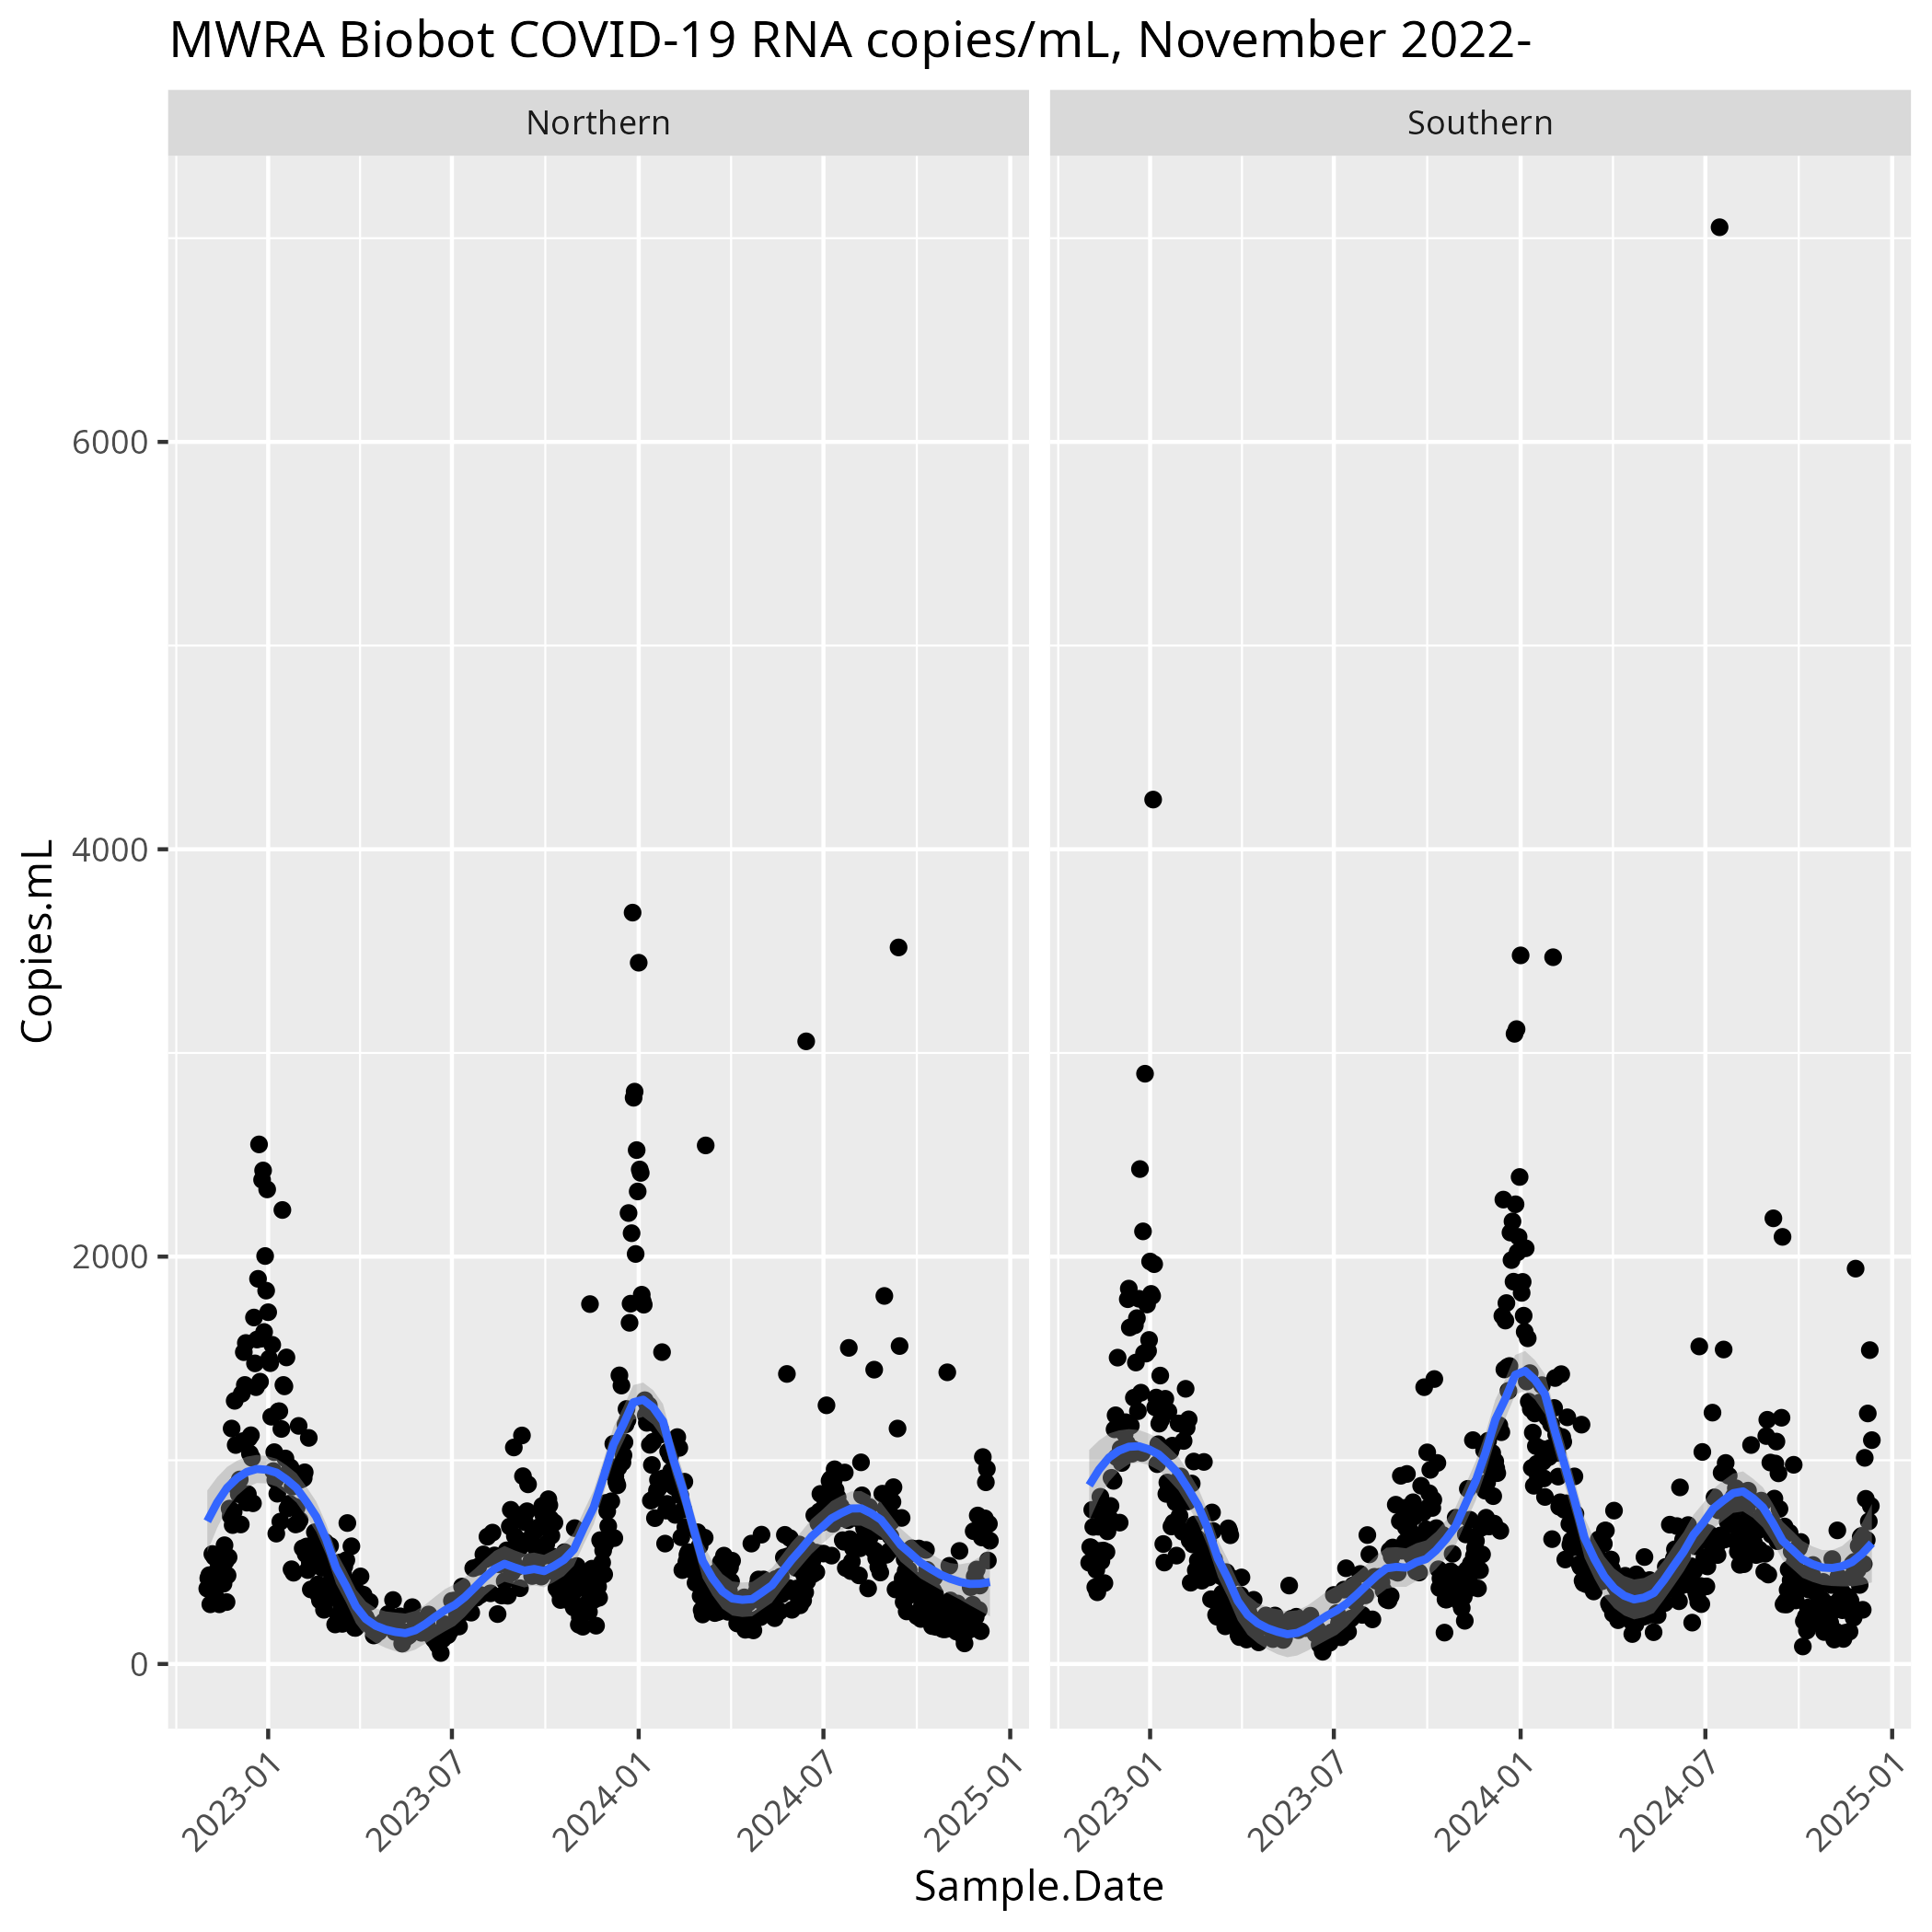 MWRA Biobot COVID-19 RNA copies/mL, November 2022-
Northern
Southern
Copies.mL
6000
4000
2000
0
2023-01
2023-07
2024-01
2024-07
2025-01
2023-01
2023-07
2024-01
2024-07
2025-01
Sample.Date